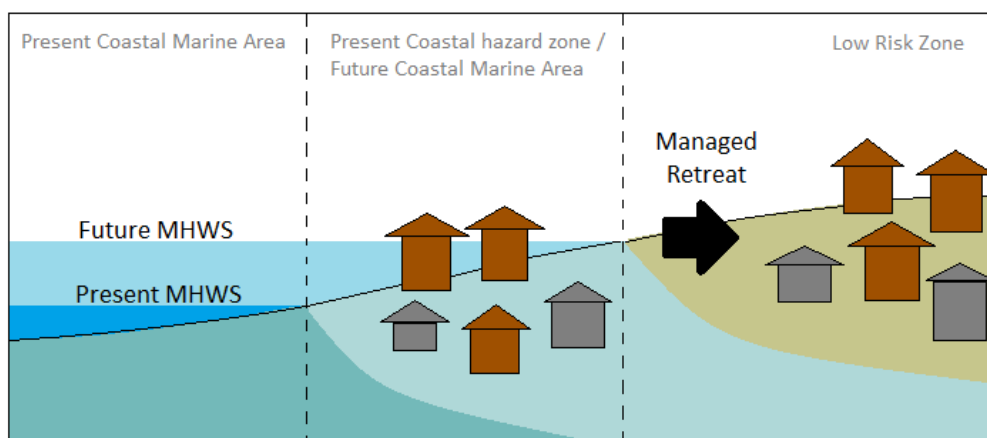 Present Coastal Marine Area
Present Coastal hazard zone /
Future Coastal Marine Area
Low Risk Zone
Managed
Retreat
Future MHWS
Present MHWS